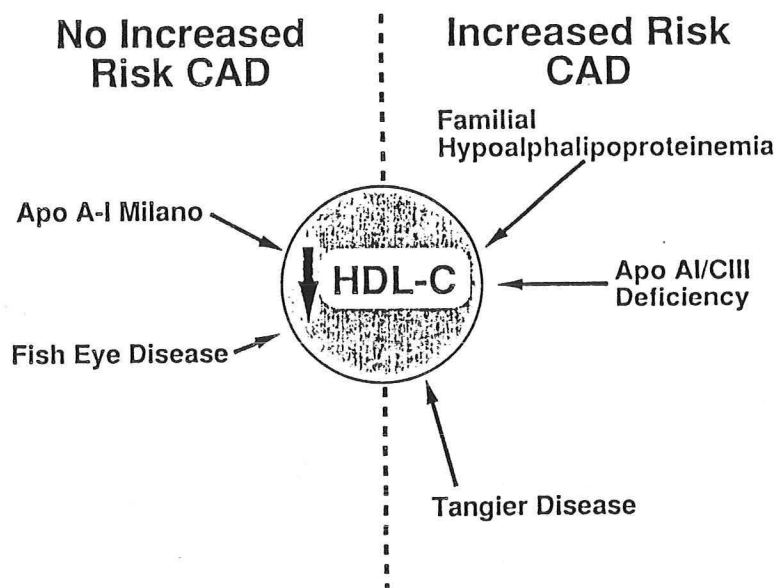 No Increased
Risk CAD
Increased Risk
CAD
Familial
Hypoalphalipoproteinemia
Apo A-I Milano
HDL-C
Apo AI/CIII
Deficiency
Fish Eye Disease
Tangier Disease